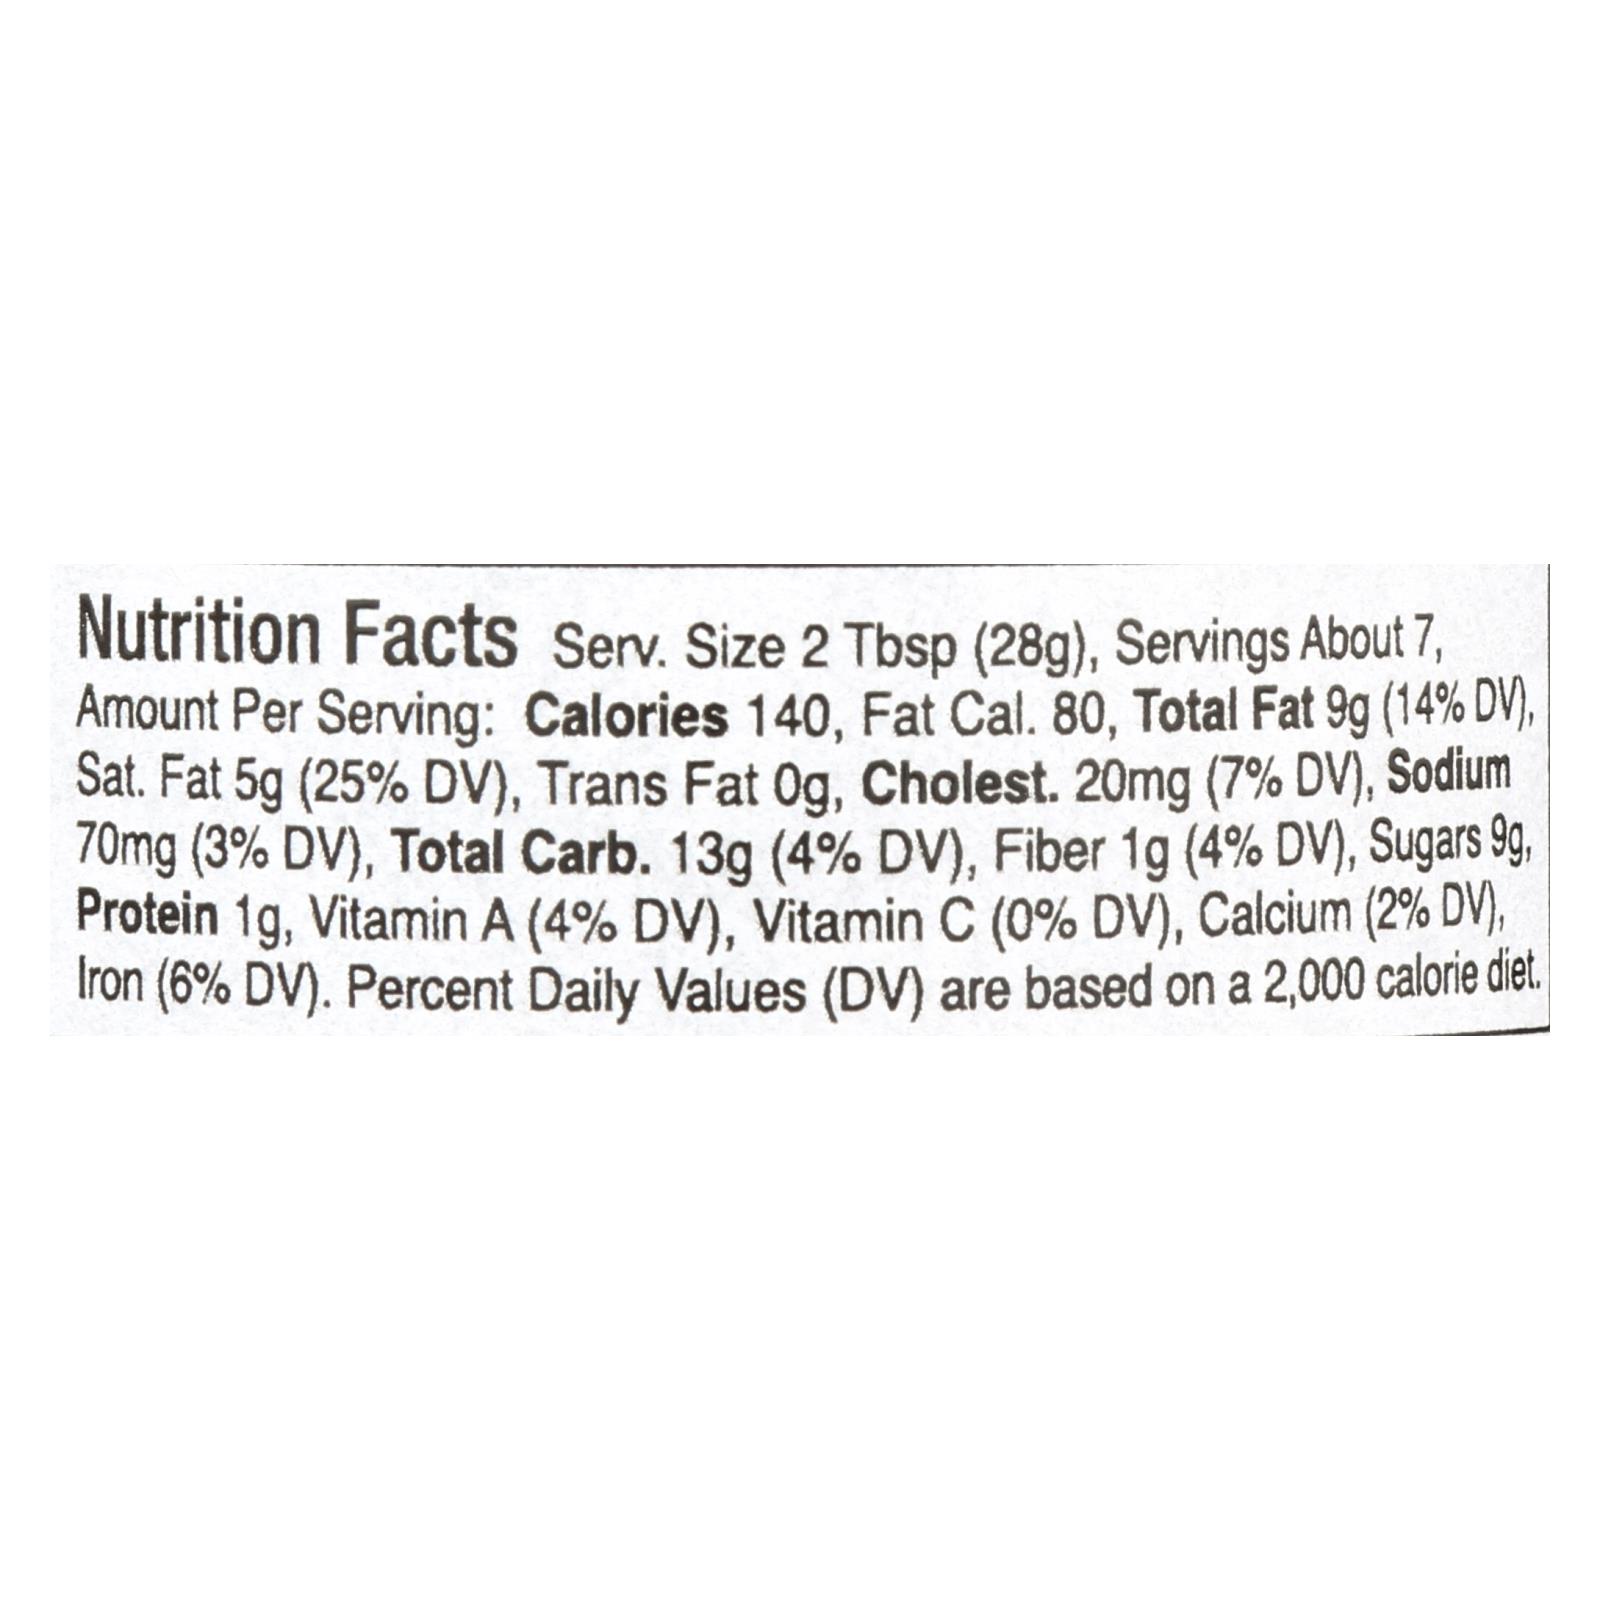 Nutrition Facts Serv. Size 2 Tbsp (28g), Servings About 7,
Amount Per Serving: Calories 140, Fat Cal. 80, Total Fat 9g (14% DV),
Sat. Fat 5g (25% DV), Trans Fat 0g, Cholest. 20mg (7% DV), Sodium
70mg (3% DV), Total Carb. 13g (4% DV), Fiber 1g (4% DV), Sugars 9g,
Protein 1g, Vitamin A (4% DV), Vitamin C (0% DV), Calcium (2% DV),
Iron (6% DV). Percent Daily Values (DV) are based on a 2,000 calorie diet.